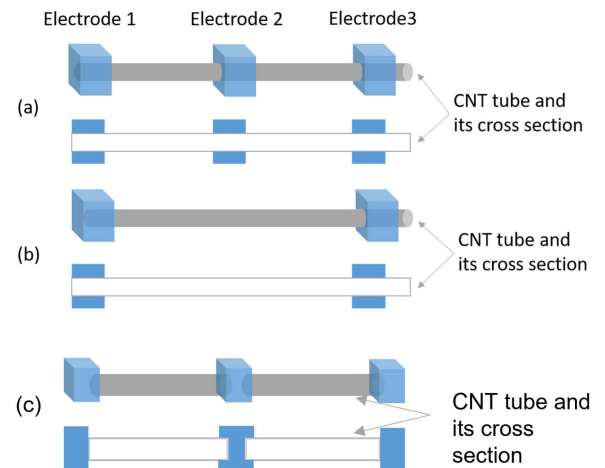 Electrode 1 Electrode 2 Electrode3
(a)
CNT tube and
its cross section
(b)
CNT tube and
its cross section
(c)
CNT tube and
its cross
section